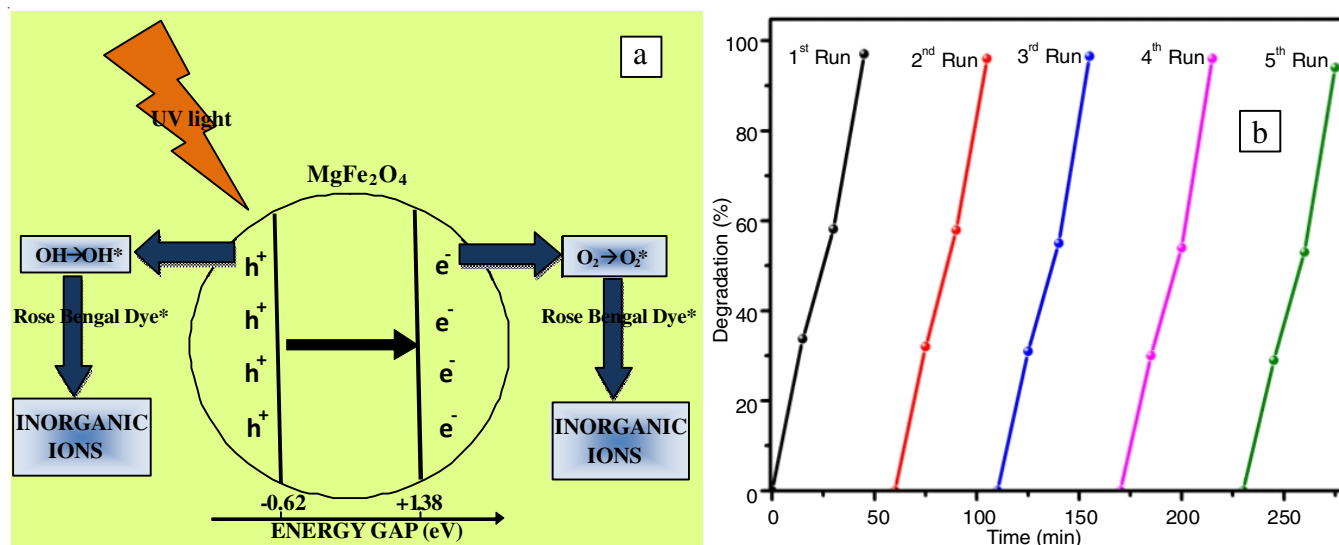 a
UV light
MgFe₂O₄
OH→OH*
h⁺
e⁻
O₂→O₂*
Rose Bengal Dye*
h⁺
e⁻
Rose Bengal Dye*
h⁺
e⁻
INORGANIC
IONS
h⁺
e⁻
INORGANIC
IONS
-0.62
+1.38
ENERGY GAP (eV)
b
1st Run
2nd Run
3rd Run
4th Run
5th Run
Degradation (%)
100
80
60
40
20
0
0
50
100
150
200
250
Time (min)